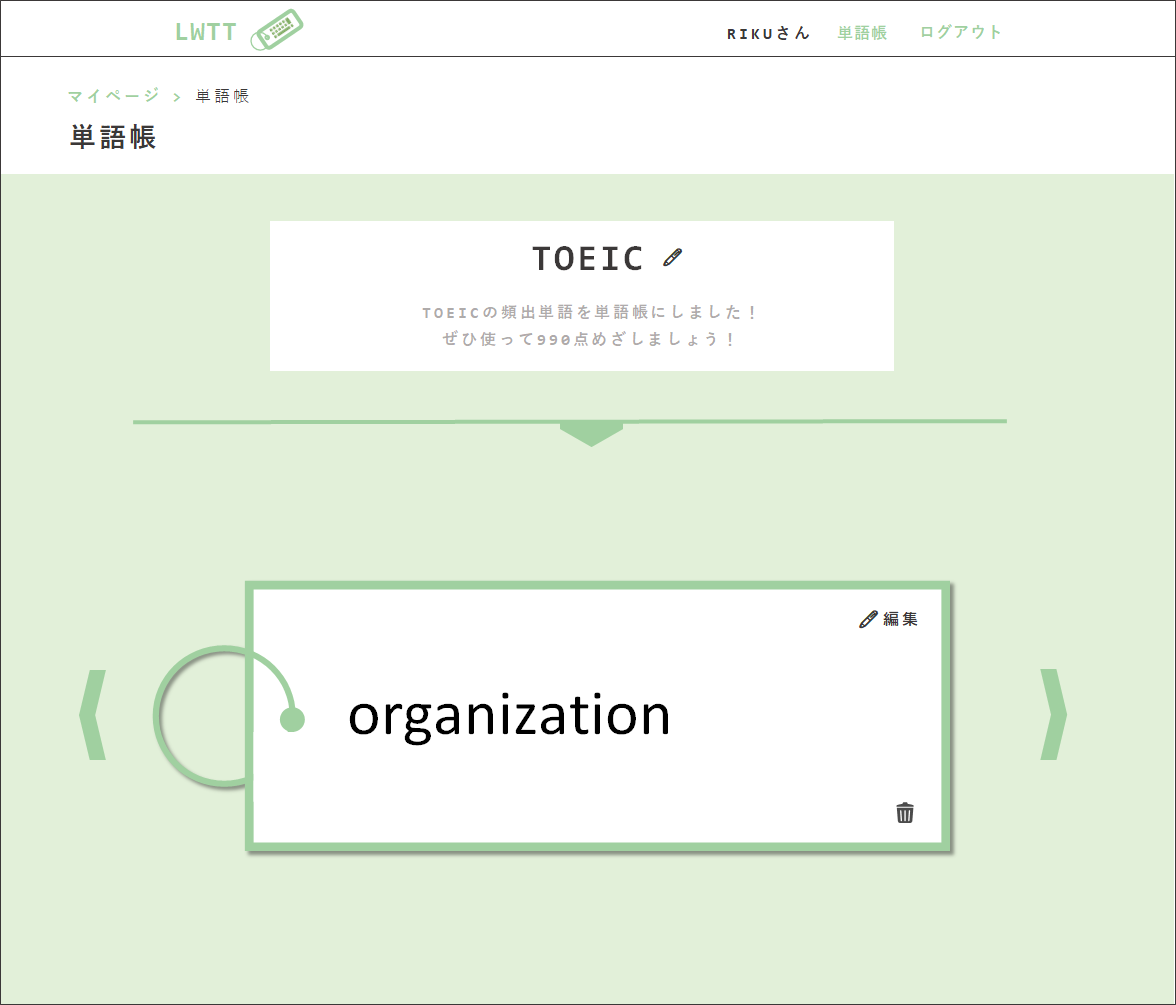 LWTT
RIKUさん 単語帳 ログアウト
マイページ > 単語帳
単語帳
TOEIC
TOEICの頻出単語を単語帳にしました！
ぜひ使って990点めざしましょう！
編集
organization